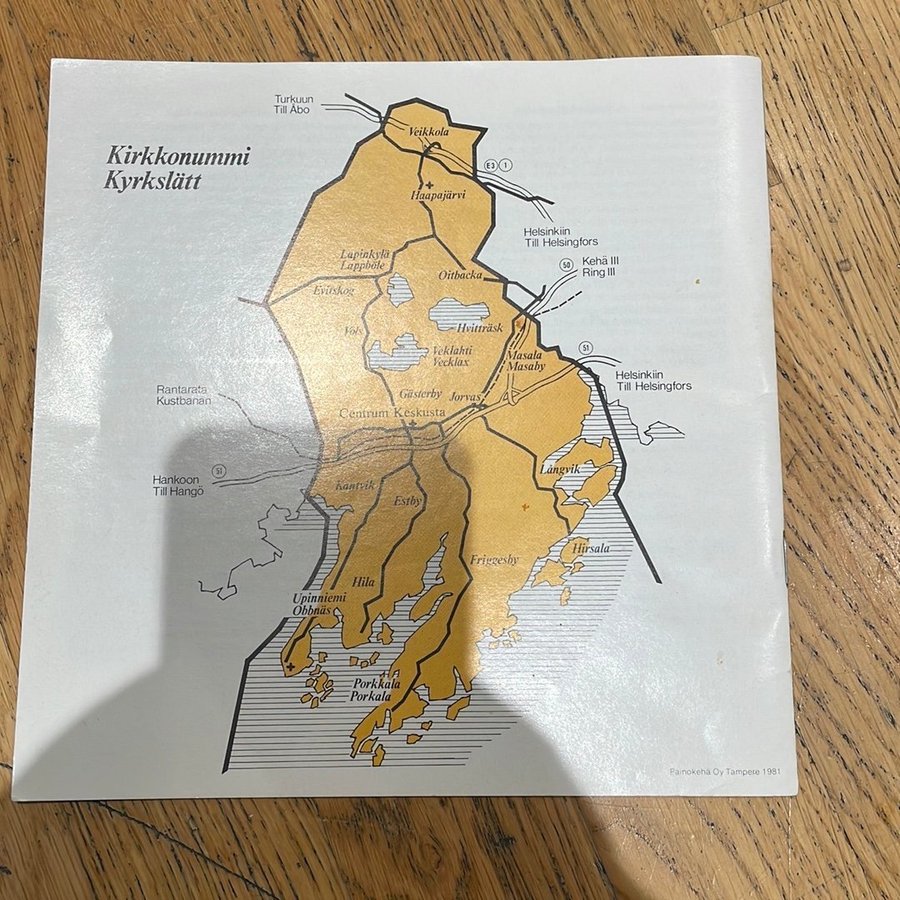 Turkuun
Till Åbo
Veikkola
Kirkkonummi
Kyrkslätt
E3 1
Haapajärvi
Helsinkiin
Till Helsingfors
Lapinkylä
Lappböle
50
Kehä III
Ring III
Oitbacka
Evitskog
Vols
Hvitträsk
51
Veklahti
Vecklax
Masala
Masaby
Helsinkiin
Till Helsingfors
Rantarata
Kustbanan
Gästerby
Jorvas
Centrum Keskusta
51
Hankoon
Till Hangö
Långvik
Kantvik
Estby
Hirsala
Friggesby
Hila
Upinniemi
Obbnäs
Porkkala
Porkala
Painokehä Oy Tampere 1981